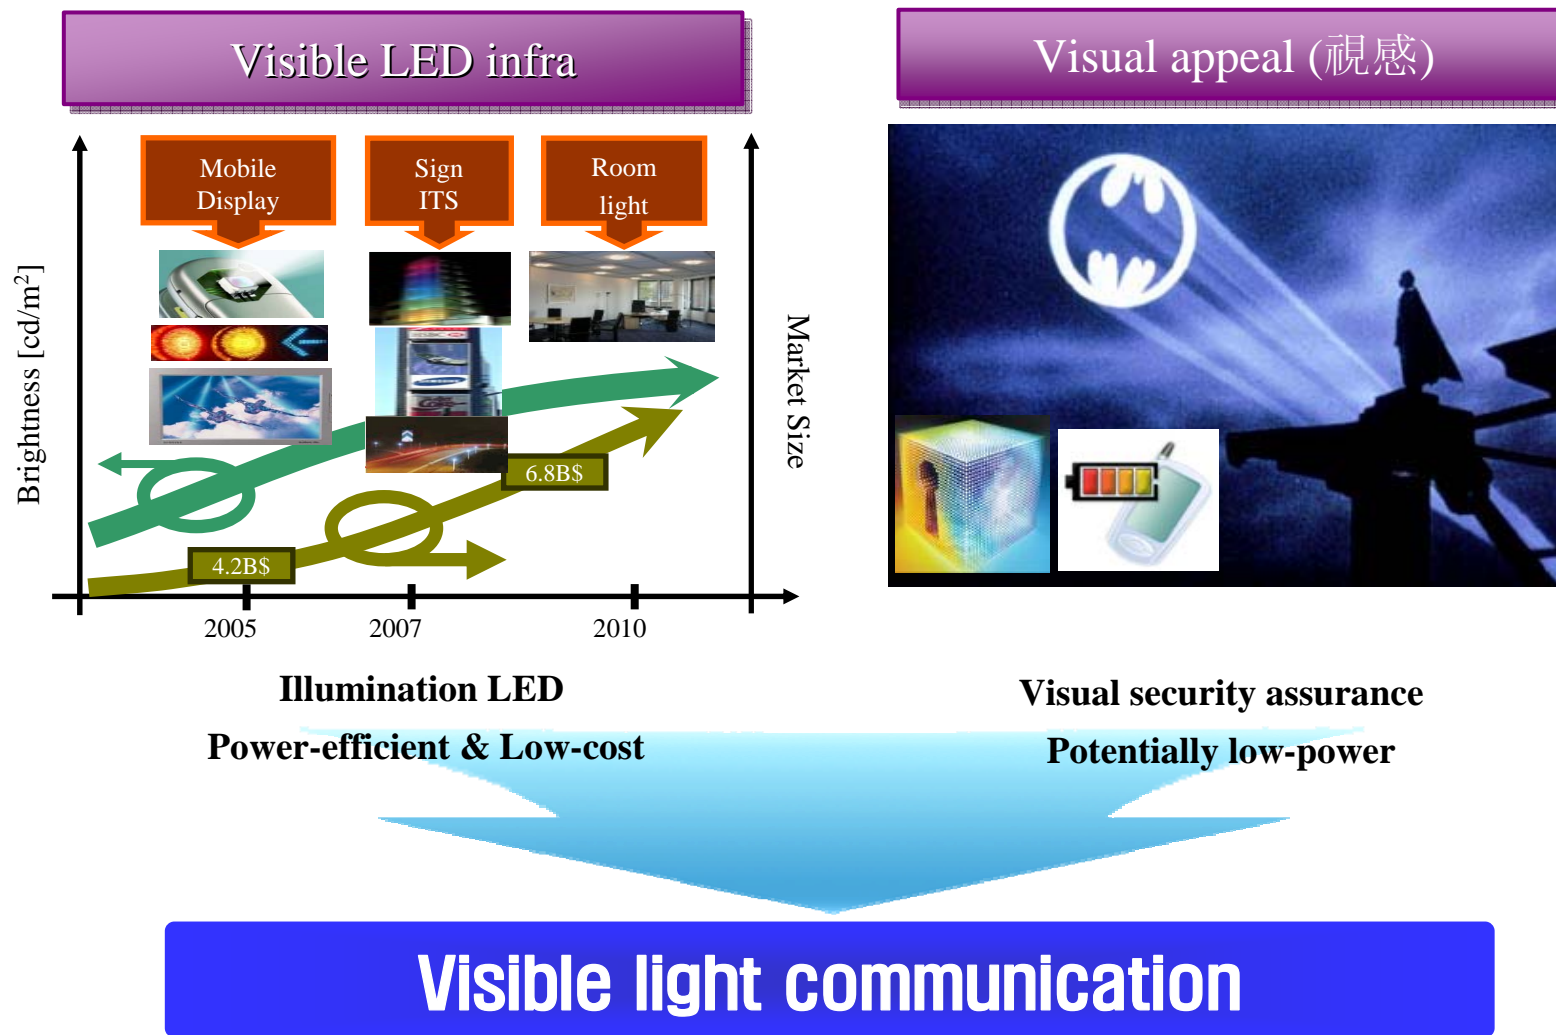 Visible LED infra
Visual appeal (視感)
Mobile
Display
Sign
ITS
Room
light
Brightness [cd/m²]
Market Size
6.8B$
4.2B$
2005
2007
2010
Illumination LED
Power-efficient & Low-cost
Visual security assurance
Potentially low-power
Visible light communication